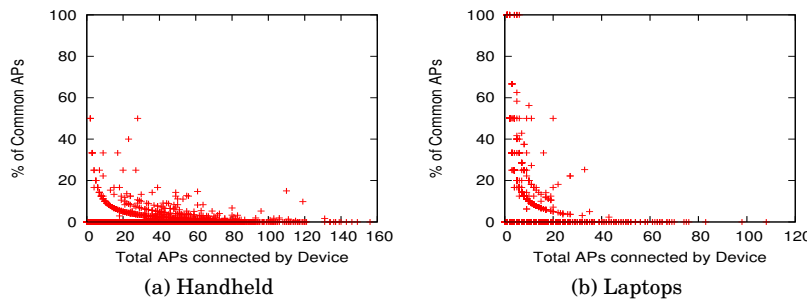 % of Common APs
100
80
60
40
20
0
0 20 40 60 80 100 120 140 160
Total APs connected by Device
(a) Handheld
% of Common APs
100
80
60
40
20
0
0 20 40 60 80 100 120
Total APs connected by Device
(b) Laptops